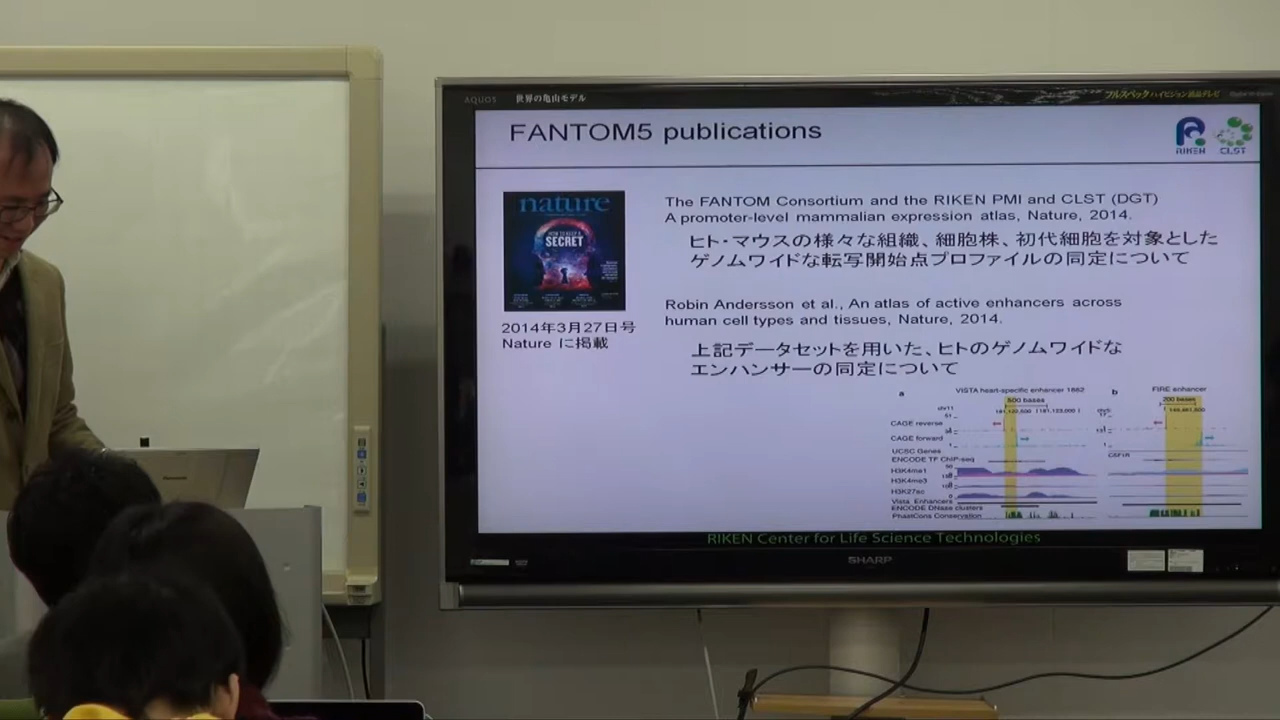 AQUOS 世界の亀山モデル
フルスペック ハイビジョン液晶テレビ
FANTOM5 publications
RIKEN CLST
nature
HOW TO KEEP A
SECRET
2014年3月27日号
Nature に掲載
The FANTOM Consortium and the RIKEN PMI and CLST (DGT)
A promoter-level mammalian expression atlas, Nature, 2014.
ヒト・マウスの様々な組織、細胞株、初代細胞を対象とした
ゲノムワイドな転写開始点プロファイルの同定について
Robin Andersson et al., An atlas of active enhancers across
human cell types and tissues, Nature, 2014.
上記データセットを用いた、ヒトのゲノムワイドな
エンハンサーの同定について
a VISTA heart-specific enhancer 1662
500 bases
chr11
CAGE reverse
CAGE forward
UCSC Genes
ENCODE TF ChIP-seq
H3K4me1
H3K4me3
H3K27ac
Vista Enhancers
ENCODE DNase clusters
PhastCons Conservation
b FIRE enhancer
200 bases
CSF1R
RIKEN Center for Life Science Technologies
SHARP
Panasonic